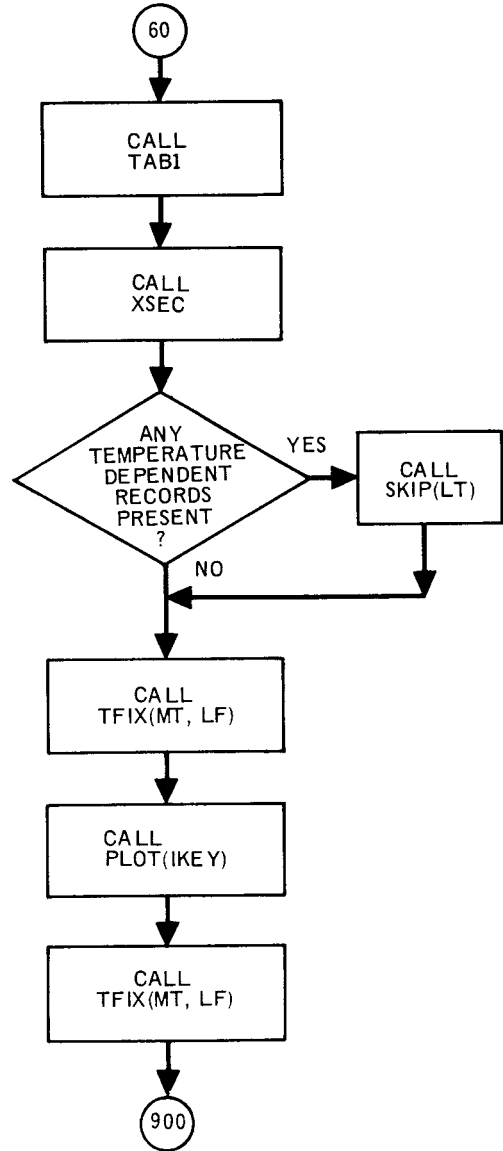 60
CALL
TAB1
CALL
XSEC
ANY
TEMPERATURE
DEPENDENT
RECORDS
PRESENT
?
YES
CALL
SKIP(LT)
NO
CALL
TFIX(MT, LF)
CALL
PLOT(IKEY)
CALL
TFIX(MT, LF)
900